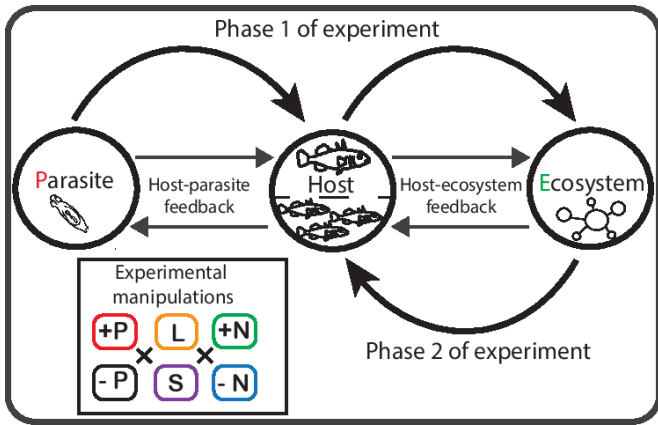 Phase 1 of experiment
Parasite
Host-parasite
feedback
Host
Host-ecosystem
feedback
Ecosystem
Experimental
manipulations
+P L +N
× ×
- P S - N
Phase 2 of experiment